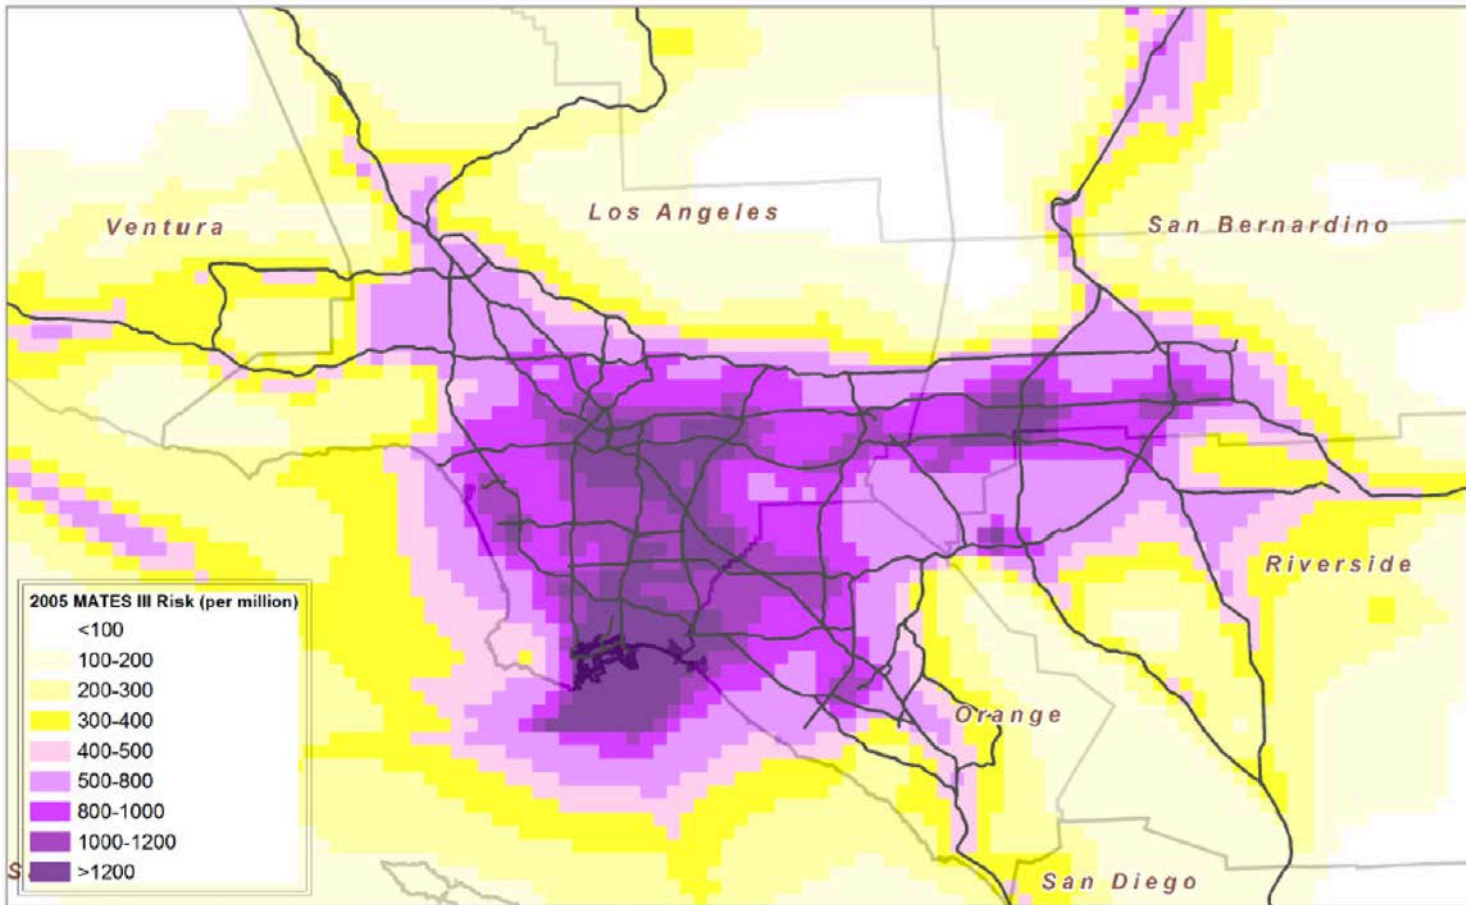 Los Angeles
Ventura
San Bernardino
Riverside
Orange
San Diego
2005 MATES III Risk (per million)
<100
100-200
200-300
300-400
400-500
500-800
800-1000
1000-1200
>1200